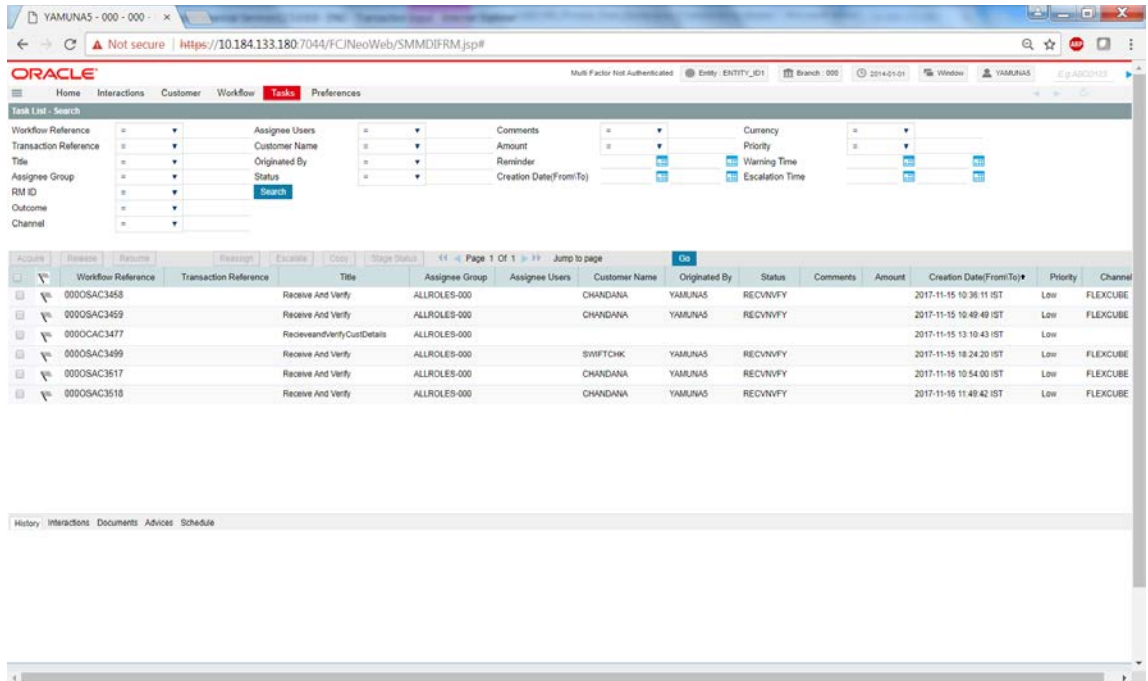 YAMUNA5 - 000 - 000 -
Not secure https://10.184.133.180:7044/FCJNeoWeb/SMMDIFRM.jsp#
ABP
ORACLE Multi Factor Not Authenticated Entity : ENTITY_ID1 Branch : 000 2014-01-01 Window YAMUNA5
Home Interactions Customer Workflow Tasks Preferences
Task List - Search
Workflow Reference = Assignee Users = Comments = Currency =
Transaction Reference = Customer Name = Amount = Priority =
Title = Originated By = Reminder Warning Time
Assignee Group = Status = Creation Date(From\To) Escalation Time
RM ID = Search
Outcome =
Channel =
Acquire Release Resume Reassign Escalate Copy Stage Status Page 1 Of 1 Jump to page Go
Workflow Reference Transaction Reference Title Assignee Group Assignee Users Customer Name Originated By Status Comments Amount Creation Date(From\To) Priority Channel
000OSAC3458 Receive And Verify ALLROLES-000 CHANDANA YAMUNA5 RECVNVFY 2017-11-15 10:36:11 IST Low FLEXCUBE
000OSAC3459 Receive And Verify ALLROLES-000 CHANDANA YAMUNA5 RECVNVFY 2017-11-15 10:49:49 IST Low FLEXCUBE
000OCAC3477 RecieveandVerifyCustDetails ALLROLES-000 2017-11-15 13:10:43 IST Low
000OSAC3499 Receive And Verify ALLROLES-000 SWIFTCHK YAMUNA5 RECVNVFY 2017-11-15 18:24:20 IST Low FLEXCUBE
000OSAC3517 Receive And Verify ALLROLES-000 CHANDANA YAMUNA5 RECVNVFY 2017-11-16 10:54:00 IST Low FLEXCUBE
000OSAC3518 Receive And Verify ALLROLES-000 CHANDANA YAMUNA5 RECVNVFY 2017-11-16 11:49:42 IST Low FLEXCUBE
History Interactions Documents Advices Schedule